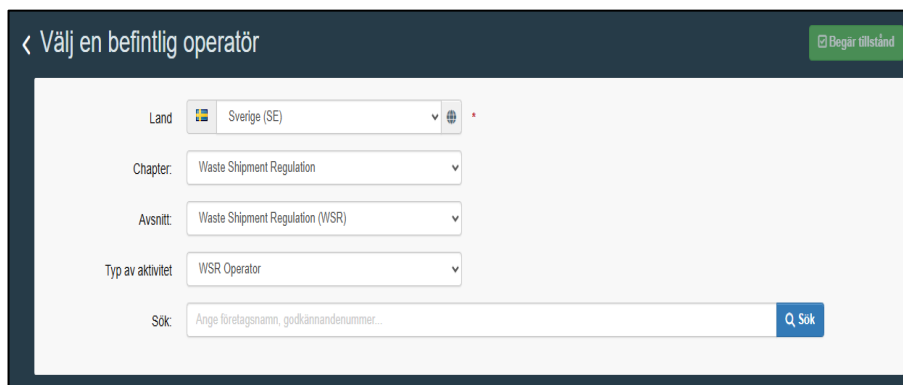 Välj en befintlig operatör
Begär tillstånd
Land Sverige (SE) *
Chapter: Waste Shipment Regulation
Avsnitt: Waste Shipment Regulation (WSR)
Typ av aktivitet WSR Operator
Sök: Ange företagsnamn, godkännandenummer... Sök